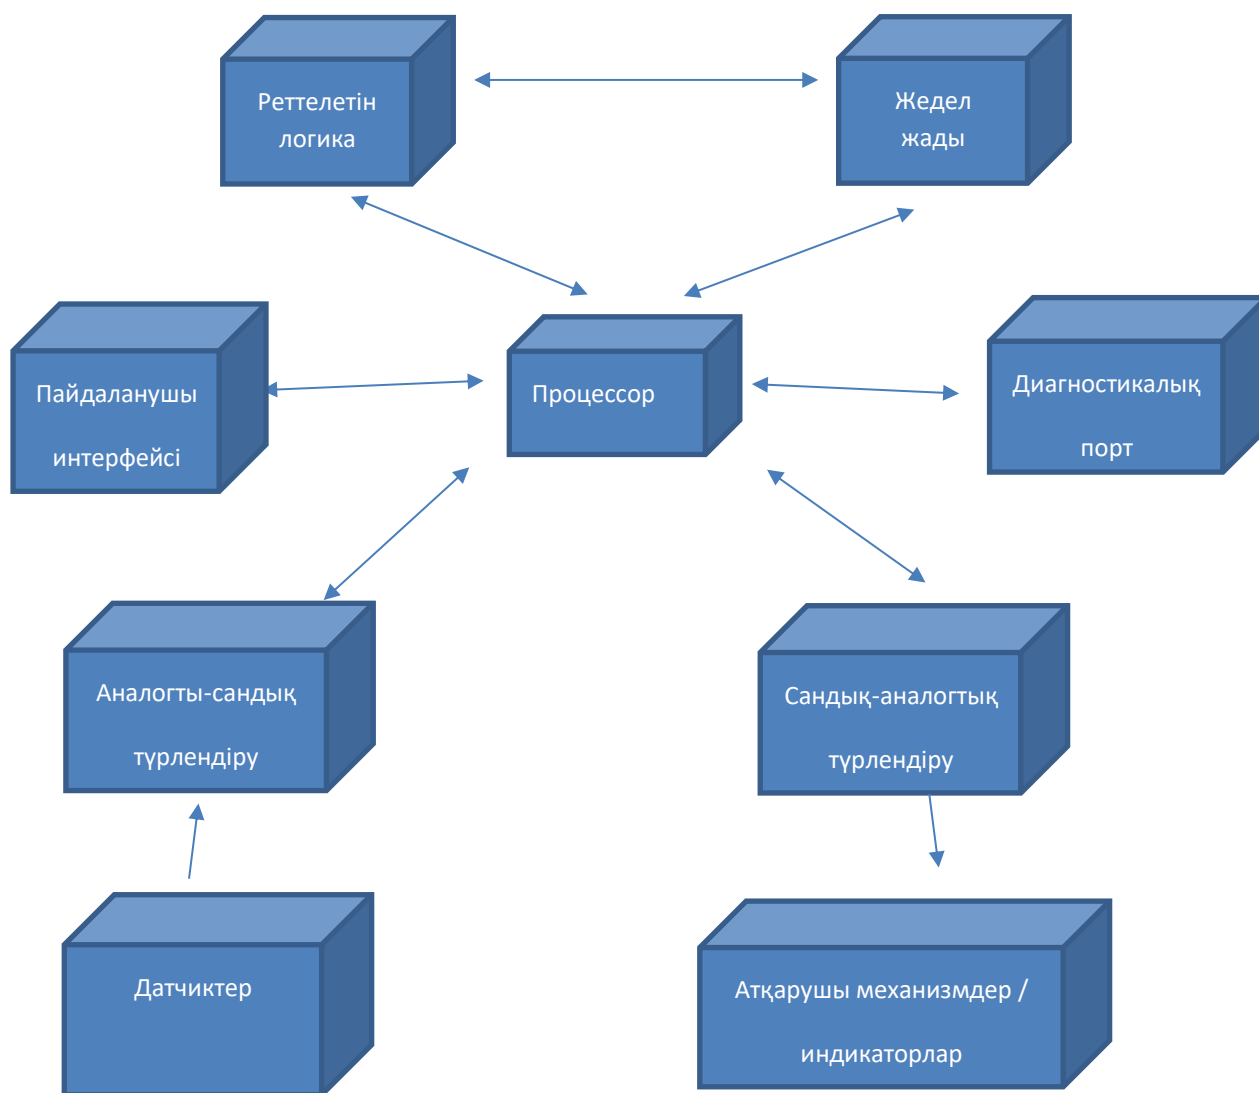 Реттелетін
логика
Жедел
жады
Пайдаланушы
интерфейсі
Процессор
Диагностикалық
порт
Аналогты-сандық
түрлендіру
Сандық-аналогтық
түрлендіру
Датчиктер
Атқарушы механизмдер /
индикаторлар